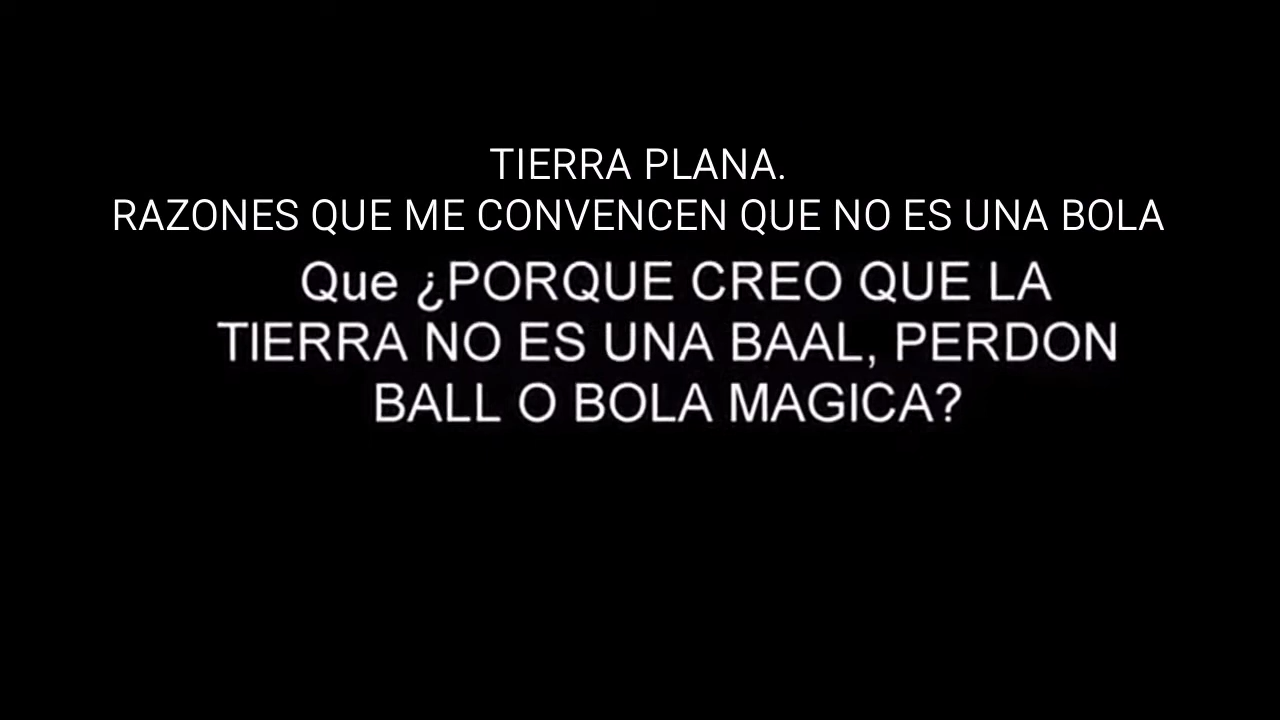 TIERRA PLANA.
RAZONES QUE ME CONVENCEN QUE NO ES UNA BOLA
Que ¿PORQUE CREO QUE LA
TIERRA NO ES UNA BAAL, PERDON
BALL O BOLA MAGICA?